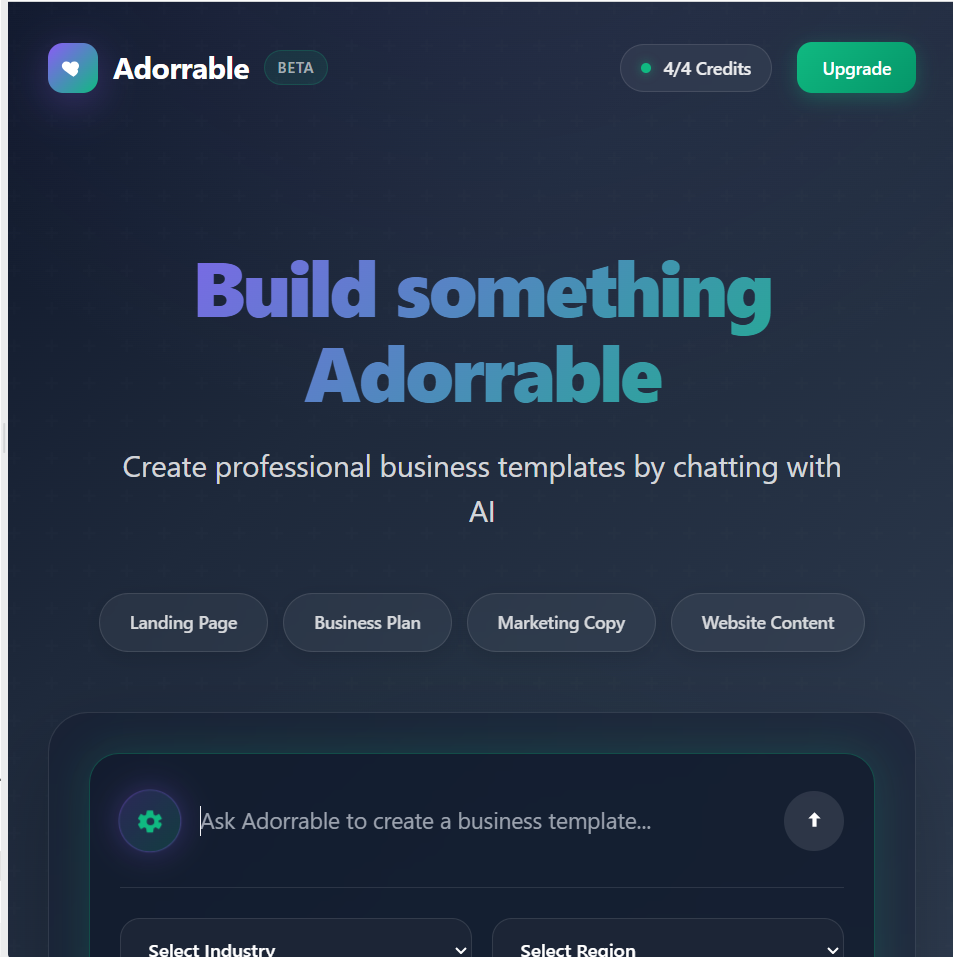 Adorrable BETA 4/4 Credits Upgrade
Build something
Adorrable
Create professional business templates by chatting with
AI
Landing Page Business Plan Marketing Copy Website Content
Ask Adorrable to create a business template...
Select Industry Select Region